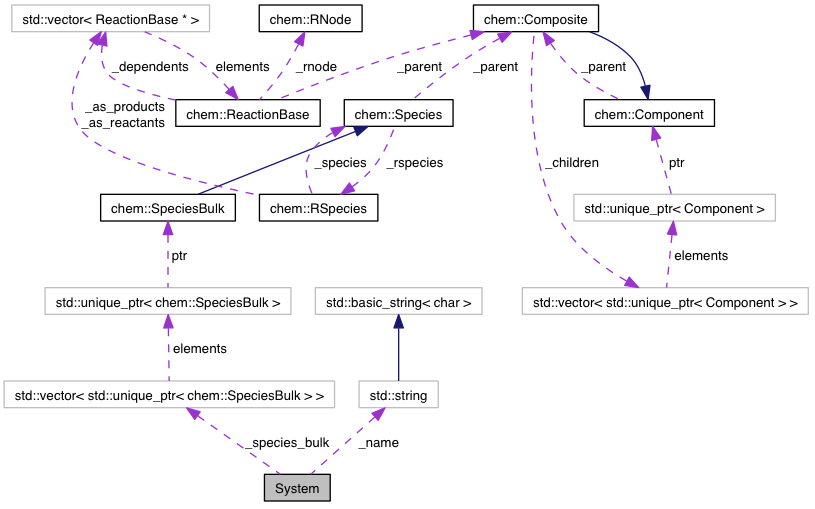 std::vector< ReactionBase * >
chem::RNode
chem::Composite
_dependents
elements
_rnode
_parent
_parent
_parent
_as_products
_as_reactants
chem::ReactionBase
chem::Species
chem::Component
_species
_rspecies
_children
ptr
chem::SpeciesBulk
chem::RSpecies
std::unique_ptr< Component >
ptr
elements
std::unique_ptr< chem::SpeciesBulk >
std::basic_string< char >
std::vector< std::unique_ptr< Component > >
elements
std::vector< std::unique_ptr< chem::SpeciesBulk > >
std::string
_species_bulk
_name
System